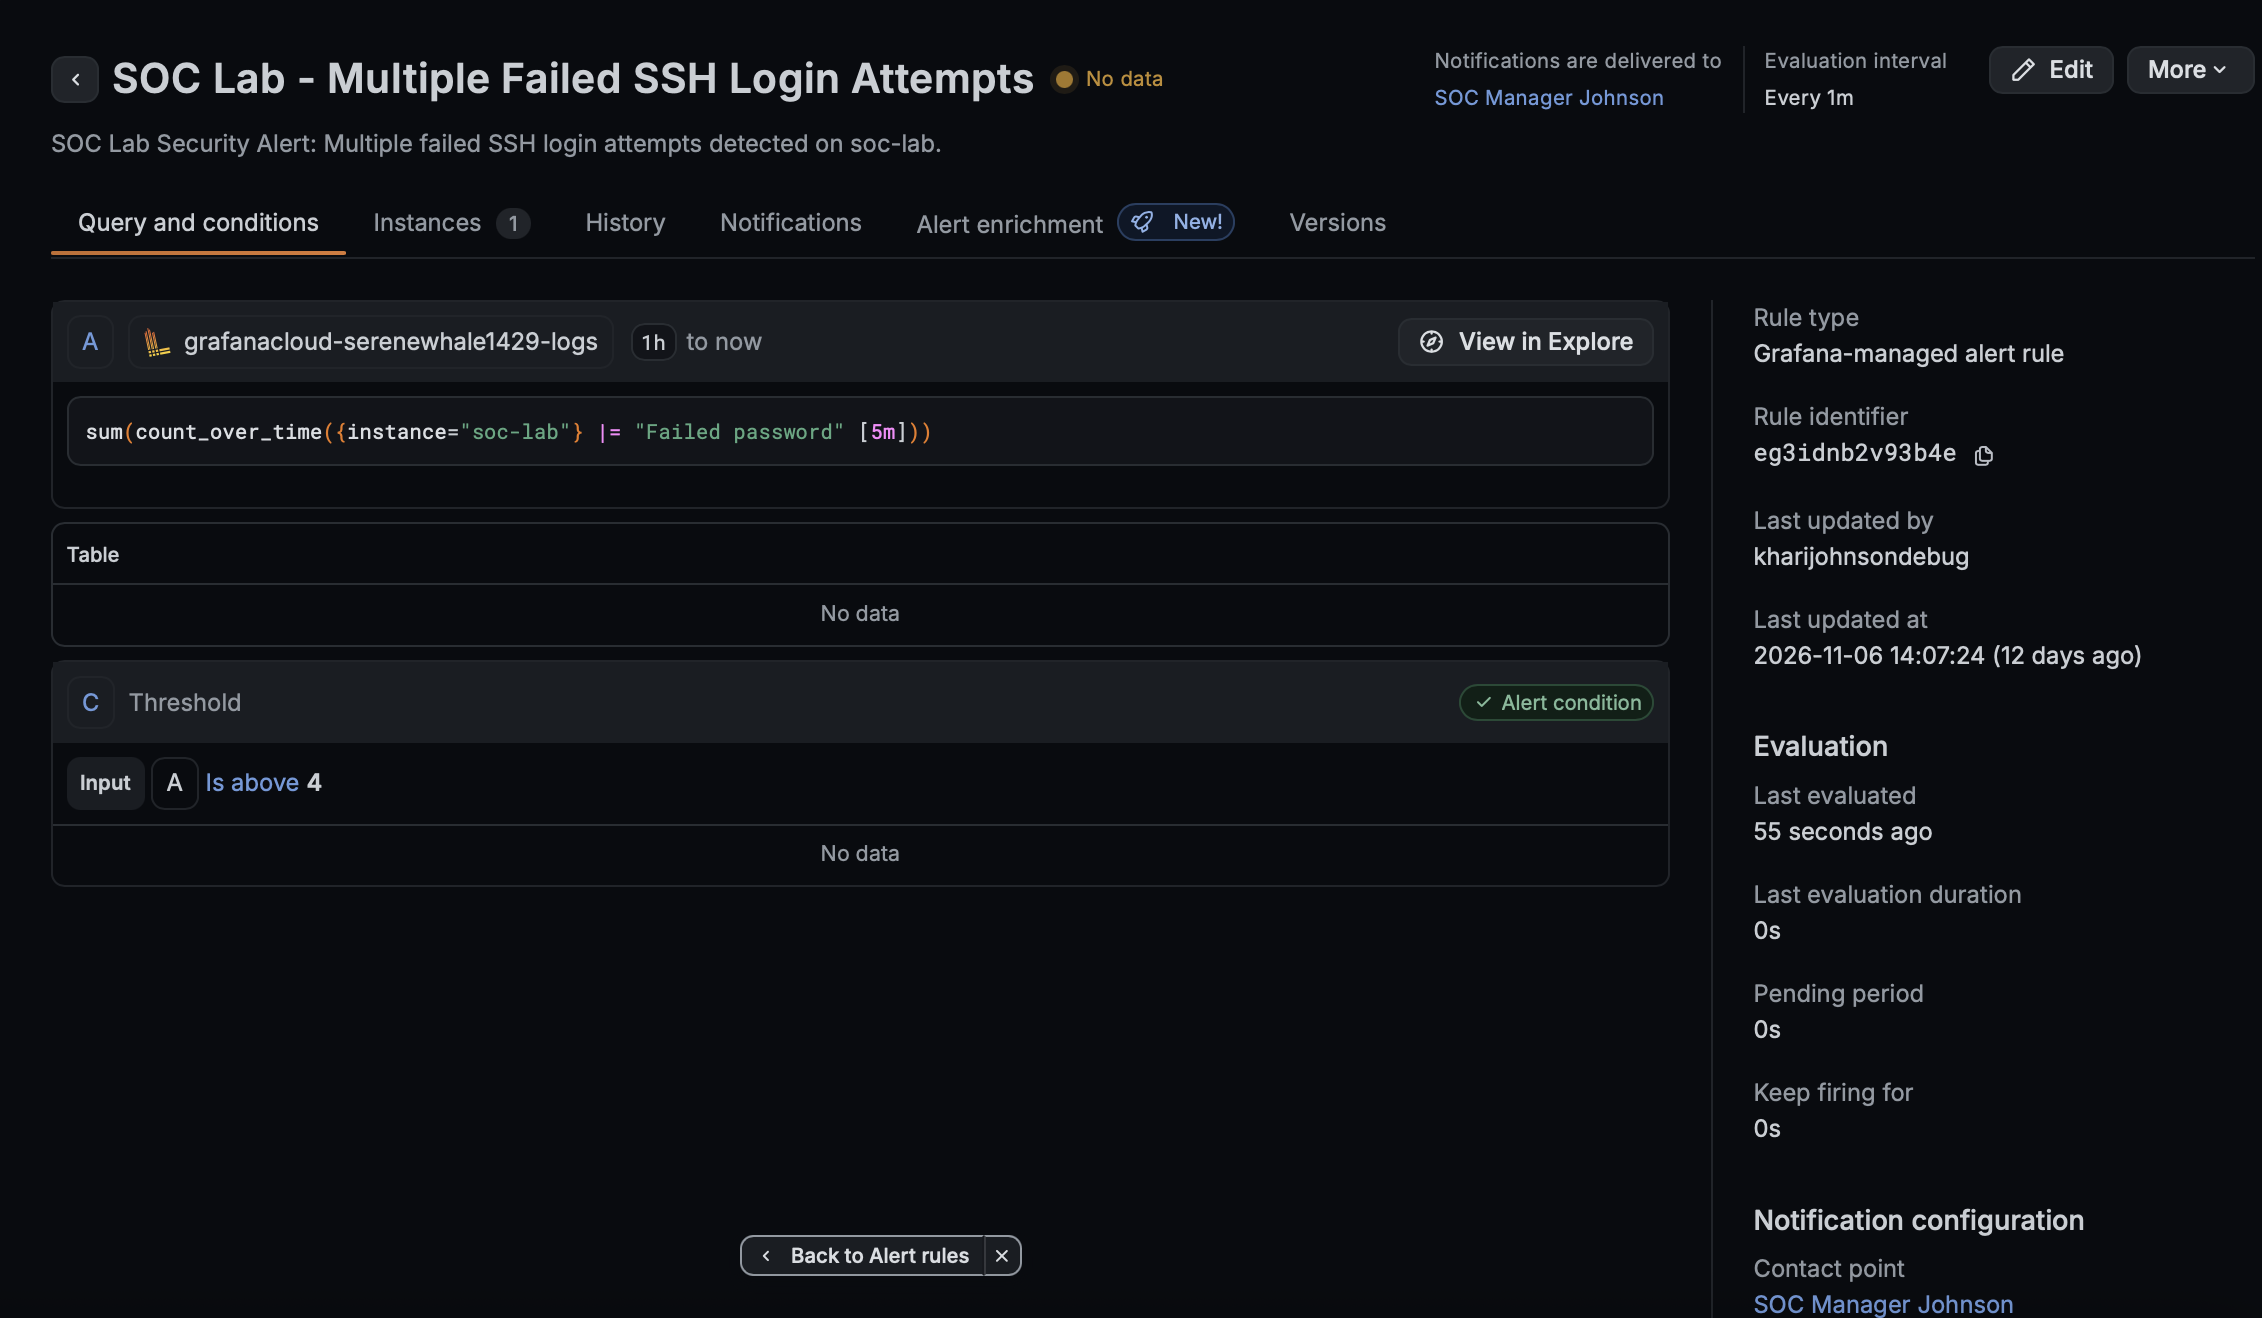 SOC Lab - Multiple Failed SSH Login Attempts
No data
Notifications are delivered to
SOC Manager Johnson
Evaluation interval
Every 1m
Edit
More
SOC Lab Security Alert: Multiple failed SSH login attempts detected on soc-lab.
Query and conditions
Instances 1
History
Notifications
Alert enrichment New!
Versions
A grafanacloud-serenewhale1429-logs 1h to now
View in Explore
sum(count_over_time({instance="soc-lab"} |= "Failed password" [5m]))
Table
No data
C Threshold
Alert condition
Input A Is above 4
No data
Back to Alert rules
Rule type
Grafana-managed alert rule
Rule identifier
eg3idnb2v93b4e
Last updated by
kharijohnsondebug
Last updated at
2026-11-06 14:07:24 (12 days ago)
Evaluation
Last evaluated
55 seconds ago
Last evaluation duration
0s
Pending period
0s
Keep firing for
0s
Notification configuration
Contact point
SOC Manager Johnson